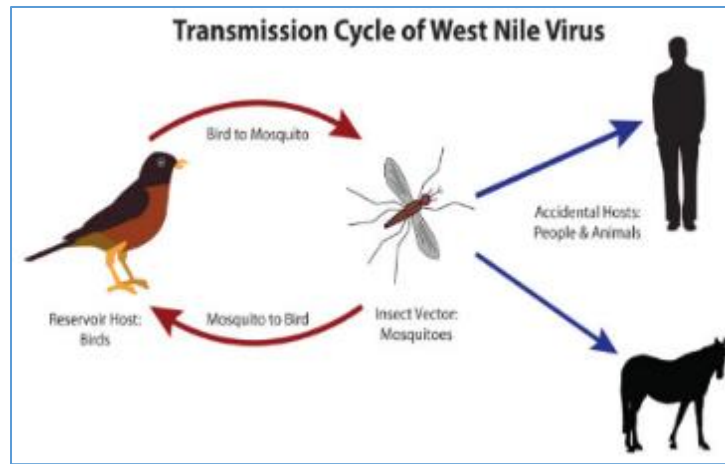 Transmission Cycle of West Nile Virus
Bird to Mosquito
Accidental Hosts:
People & Animals
Reservoir Host:
Birds
Mosquito to Bird
Insect Vector:
Mosquitoes